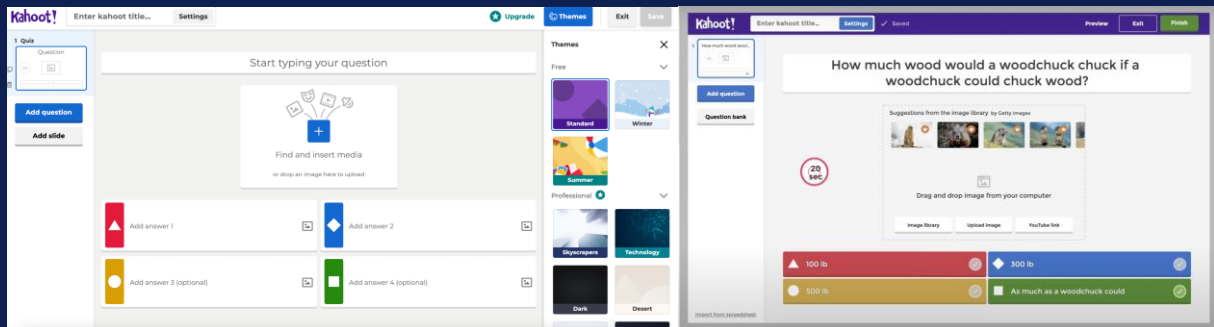 Kahoot! Enter kahoot title... Settings Upgrade Themes Exit Save
1 Quiz
Question
Add question
Add slide
Start typing your question
Find and insert media
or drop an image here to upload
Add answer 1
Add answer 2
Add answer 3 (optional)
Add answer 4 (optional)
Themes
Free
Standard Winter
Summer
Professional
Skyscrapers Technology
Dark Desert
Kahoot! Enter kahoot title... Settings Saved Preview Exit Finish
How much wood woul...
Add question
Question bank
How much wood would a woodchuck chuck if a
woodchuck could chuck wood?
Suggestions from the image library by Getty Images
20
sec
Drag and drop image from your computer
Image library Upload image YouTube link
100 lb
300 lb
500 lb
As much as a woodchuck could
Import from spreadsheet